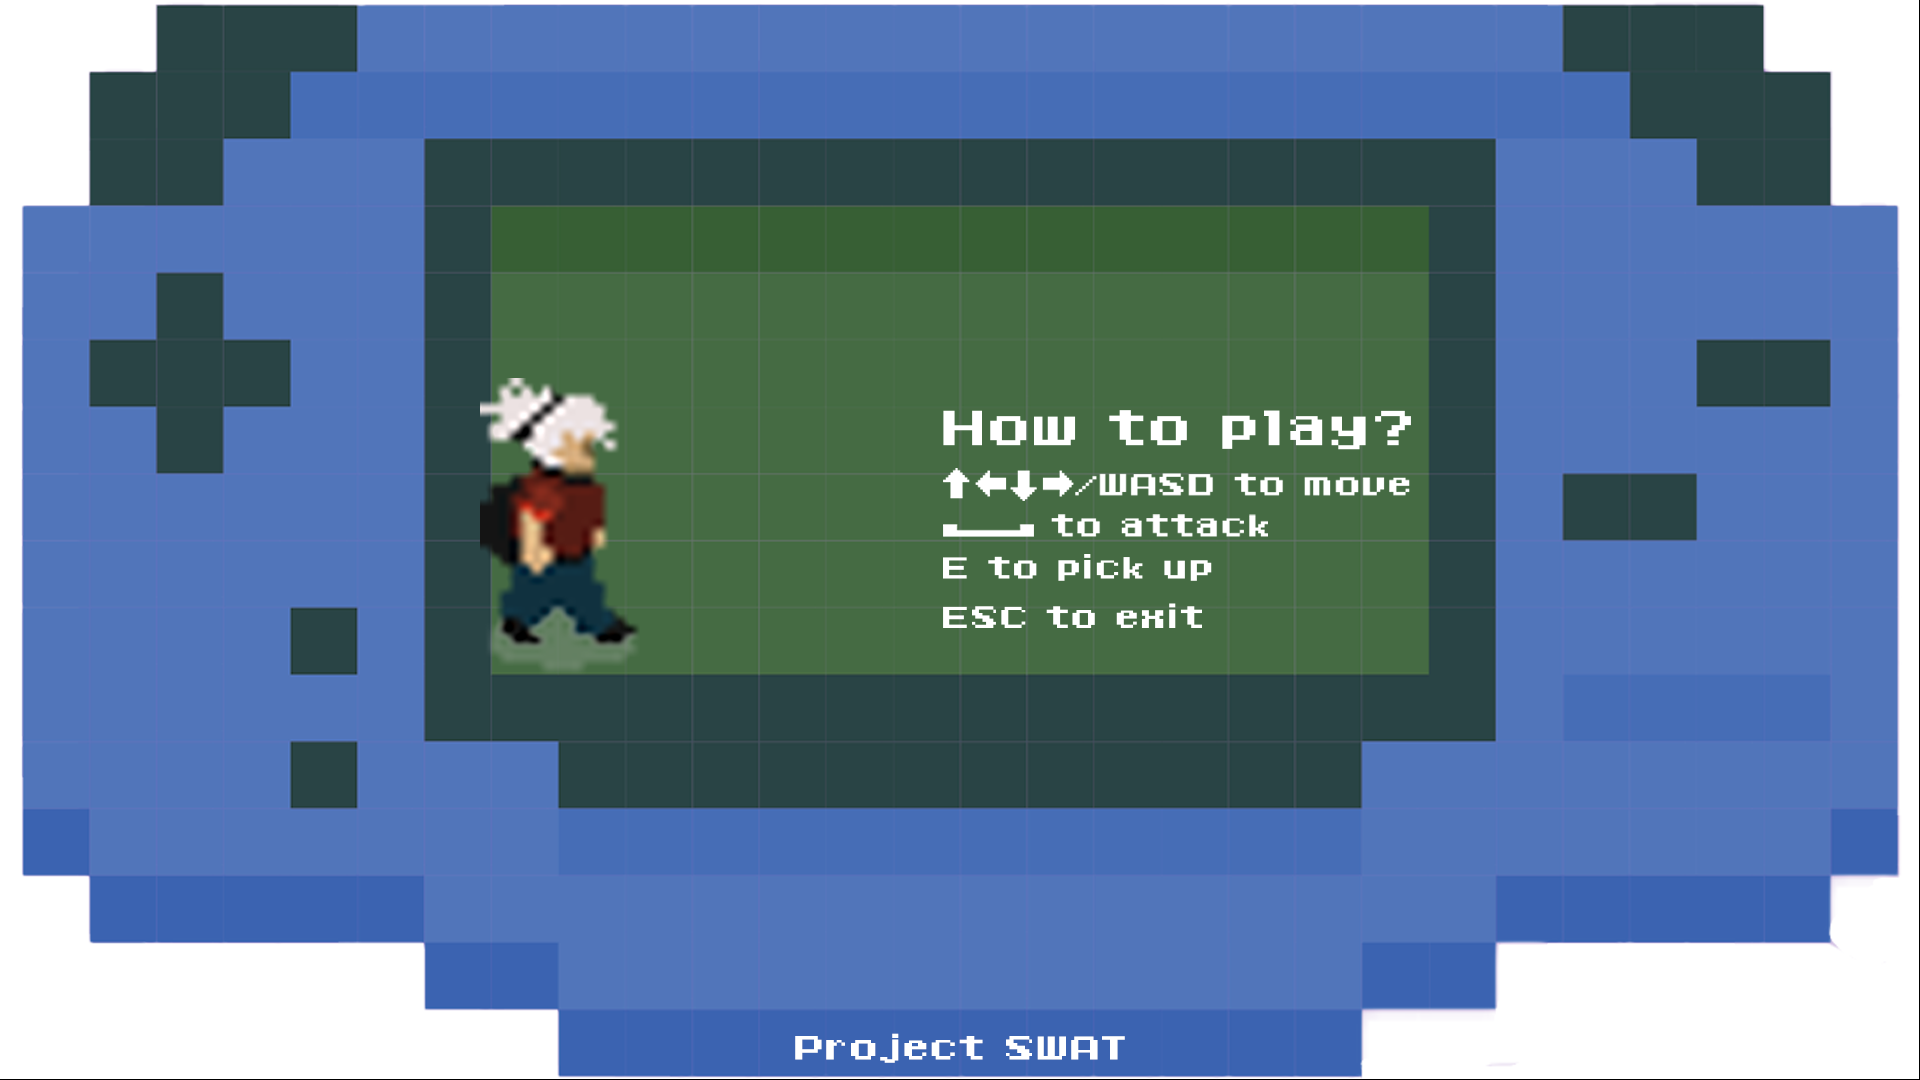 How to play?
↑←↓→/WASD to move
␣ to attack
E to pick up
ESC to exit
Project SWAT